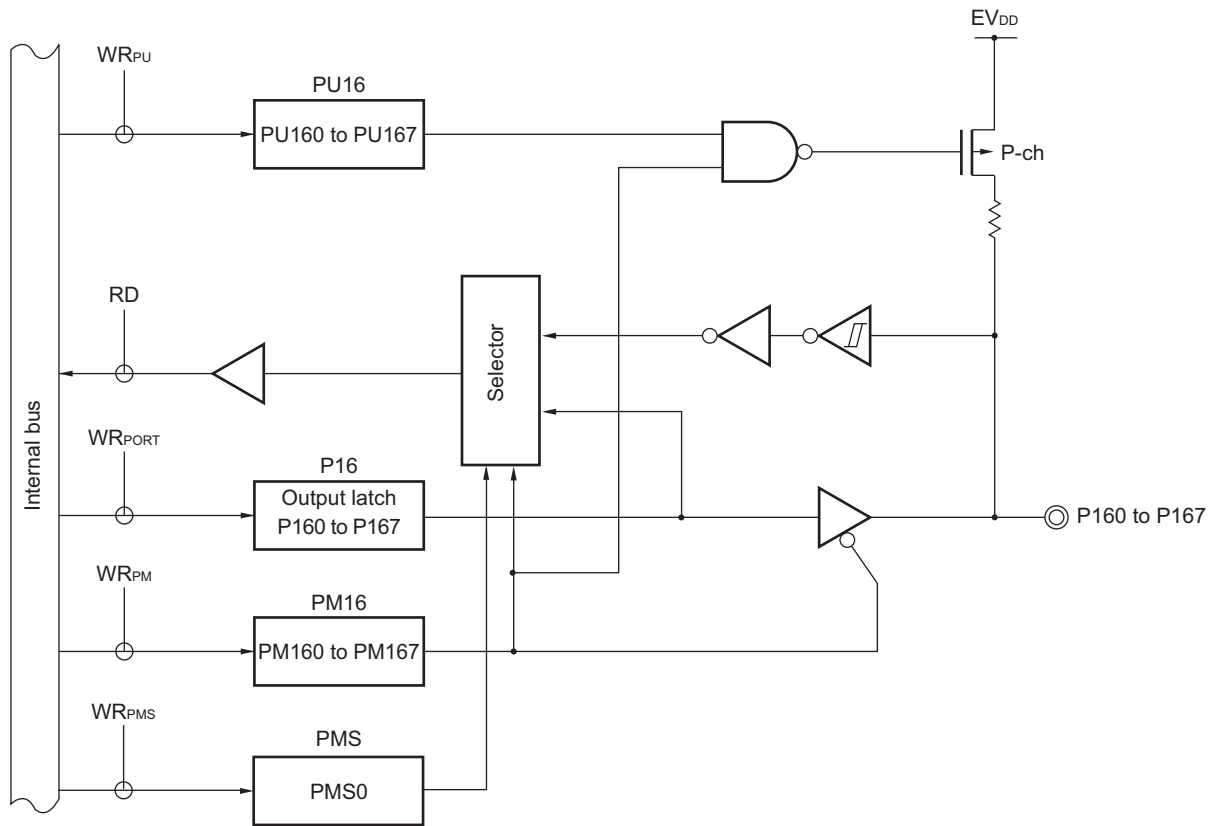 EVDD
WRPU
PU16
PU160 to PU167
P-ch
RD
Selector
Internal bus
WRPORT
P16
Output latch
P160 to P167
P160 to P167
WRPM
PM16
PM160 to PM167
WRPMS
PMS
PMS0